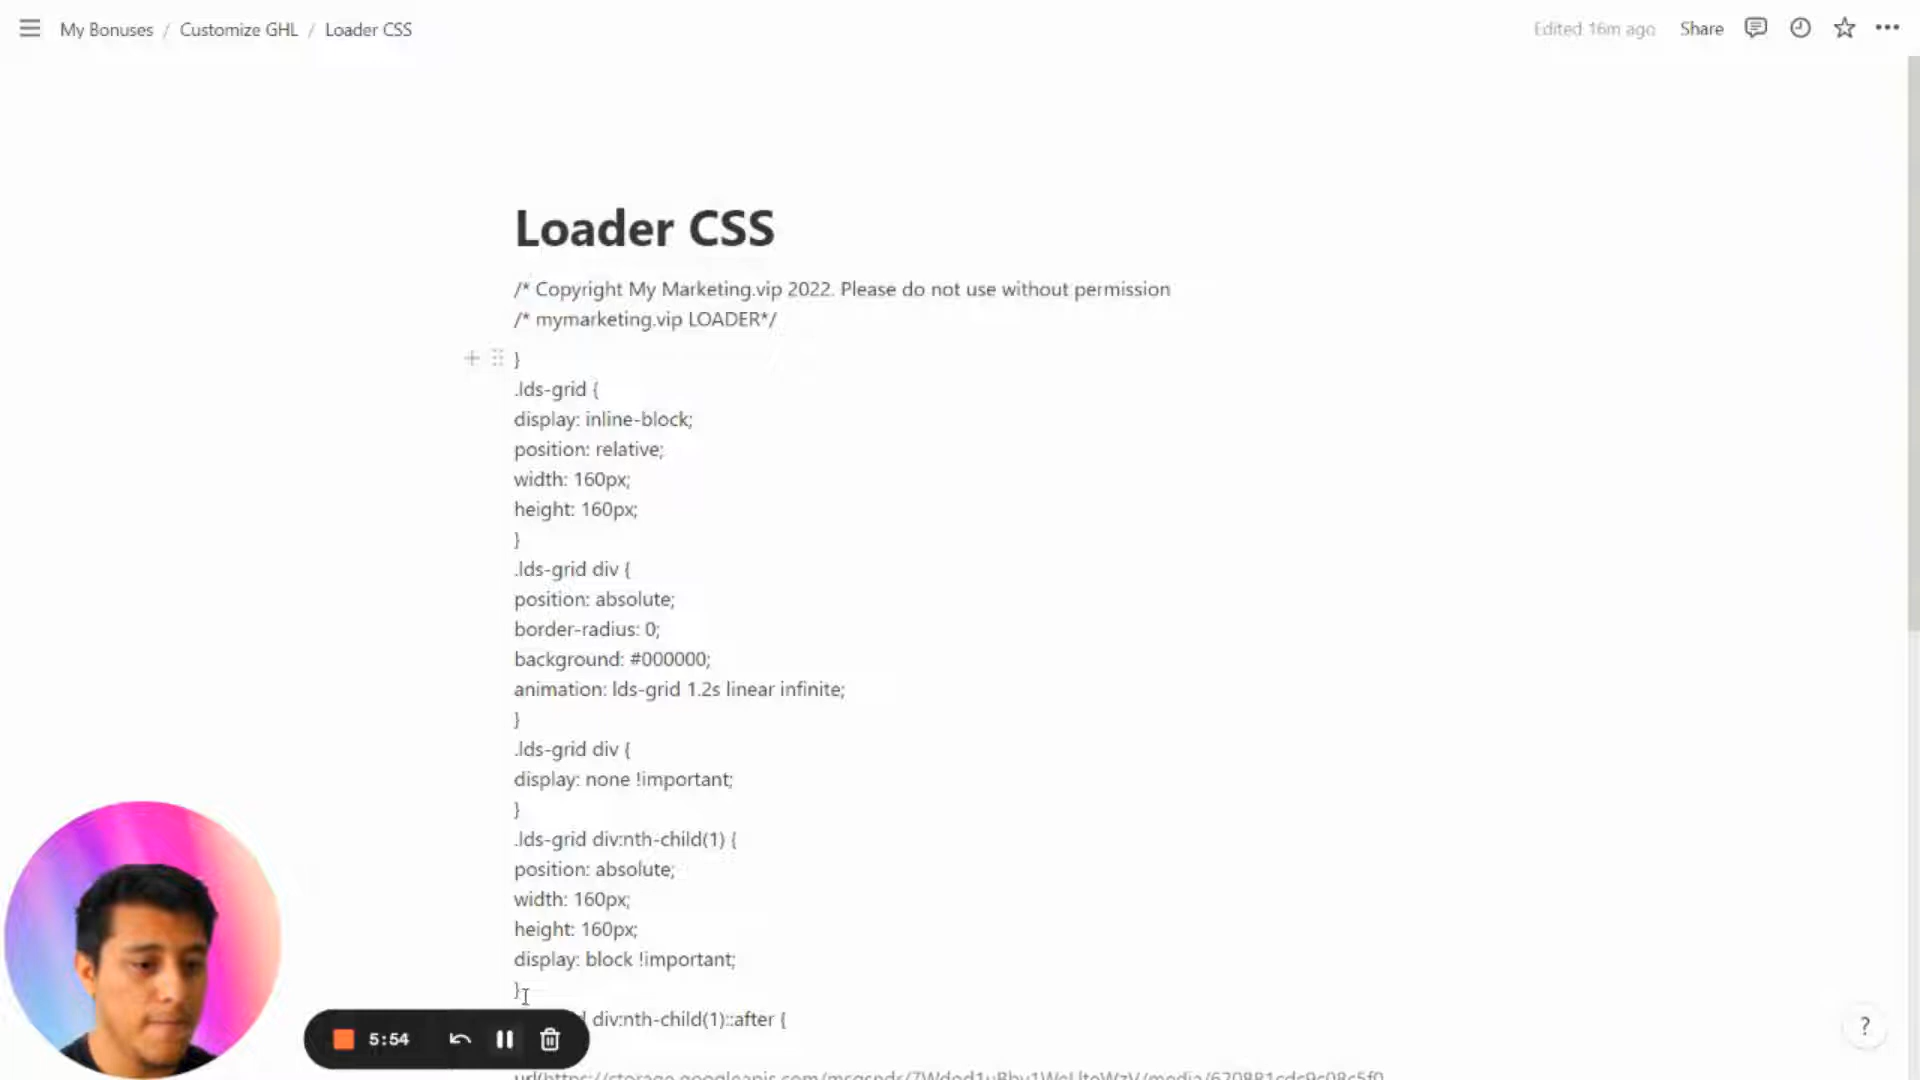 My Bonuses / Customize GHL / Loader CSS
Edited 16m ago Share
Loader CSS
/* Copyright My Marketing.vip 2022. Please do not use without permission
/* mymarketing.vip LOADER*/
}
.lds-grid {
display: inline-block;
position: relative;
width: 160px;
height: 160px;
}
.lds-grid div {
position: absolute;
border-radius: 0;
background: #000000;
animation: lds-grid 1.2s linear infinite;
}
.lds-grid div {
display: none !important;
}
.lds-grid div:nth-child(1) {
position: absolute;
width: 160px;
height: 160px;
display: block !important;
}
div:nth-child(1)::after {
5:54
?